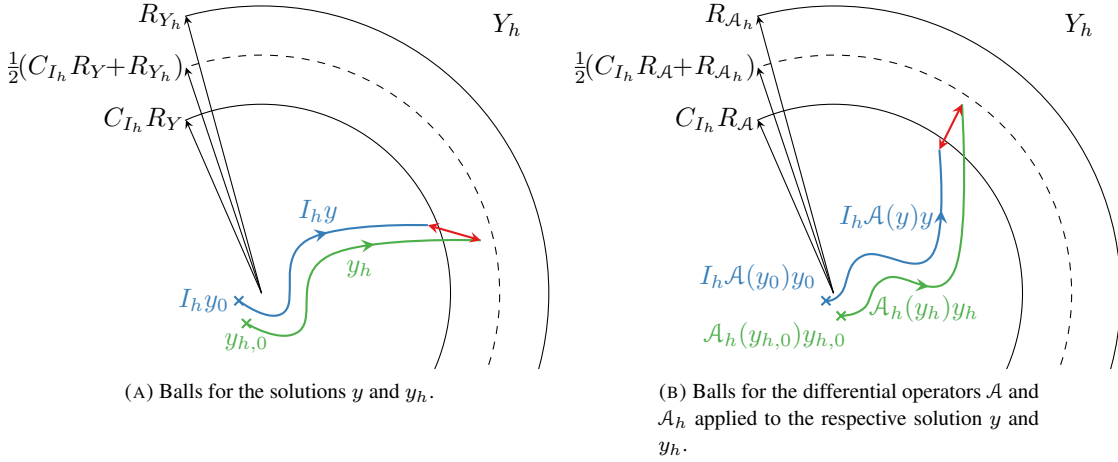 R_{Y_h}
Y_h
½(C_{I_h}R_Y+R_{Y_h})
C_{I_h}R_Y
I_h y
y_h
I_h y_0
y_{h,0}
(A) Balls for the solutions y and y_h.
R_{𝒜_h}
Y_h
½(C_{I_h}R_𝒜+R_{𝒜_h})
C_{I_h}R_𝒜
I_h𝒜(y)y
I_h𝒜(y_0)y_0
𝒜_h(y_h)y_h
𝒜_h(y_{h,0})y_{h,0}
(B) Balls for the differential operators 𝒜 and
𝒜_h applied to the respective solution y and
y_h.